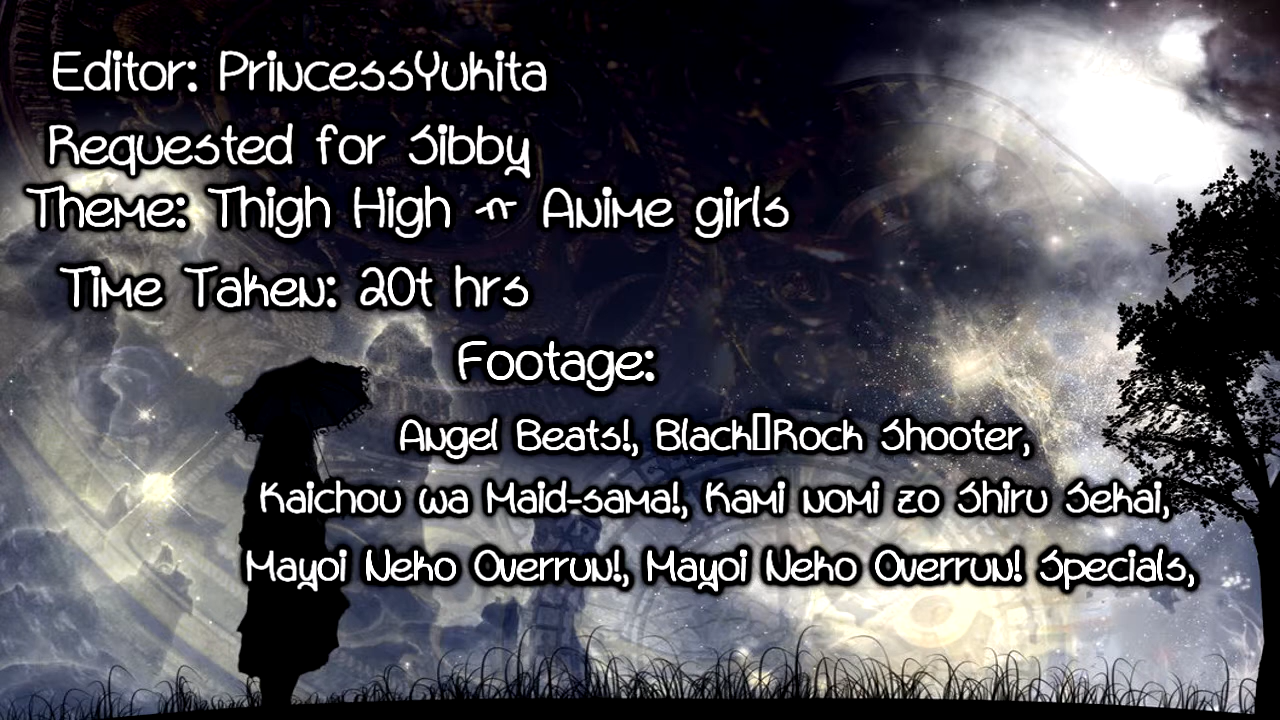 Editor: PrincessYukita
Requested for Sibby
Theme: Thigh High ~ Anime girls
Time Taken: 20t hrs
Footage:
Angel Beats!, Black▯Rock Shooter,
Kaichou wa Maid-sama!, Kami nomi zo Shiru Sekai,
Mayoi Neko Overrun!, Mayoi Neko Overrun! Specials,